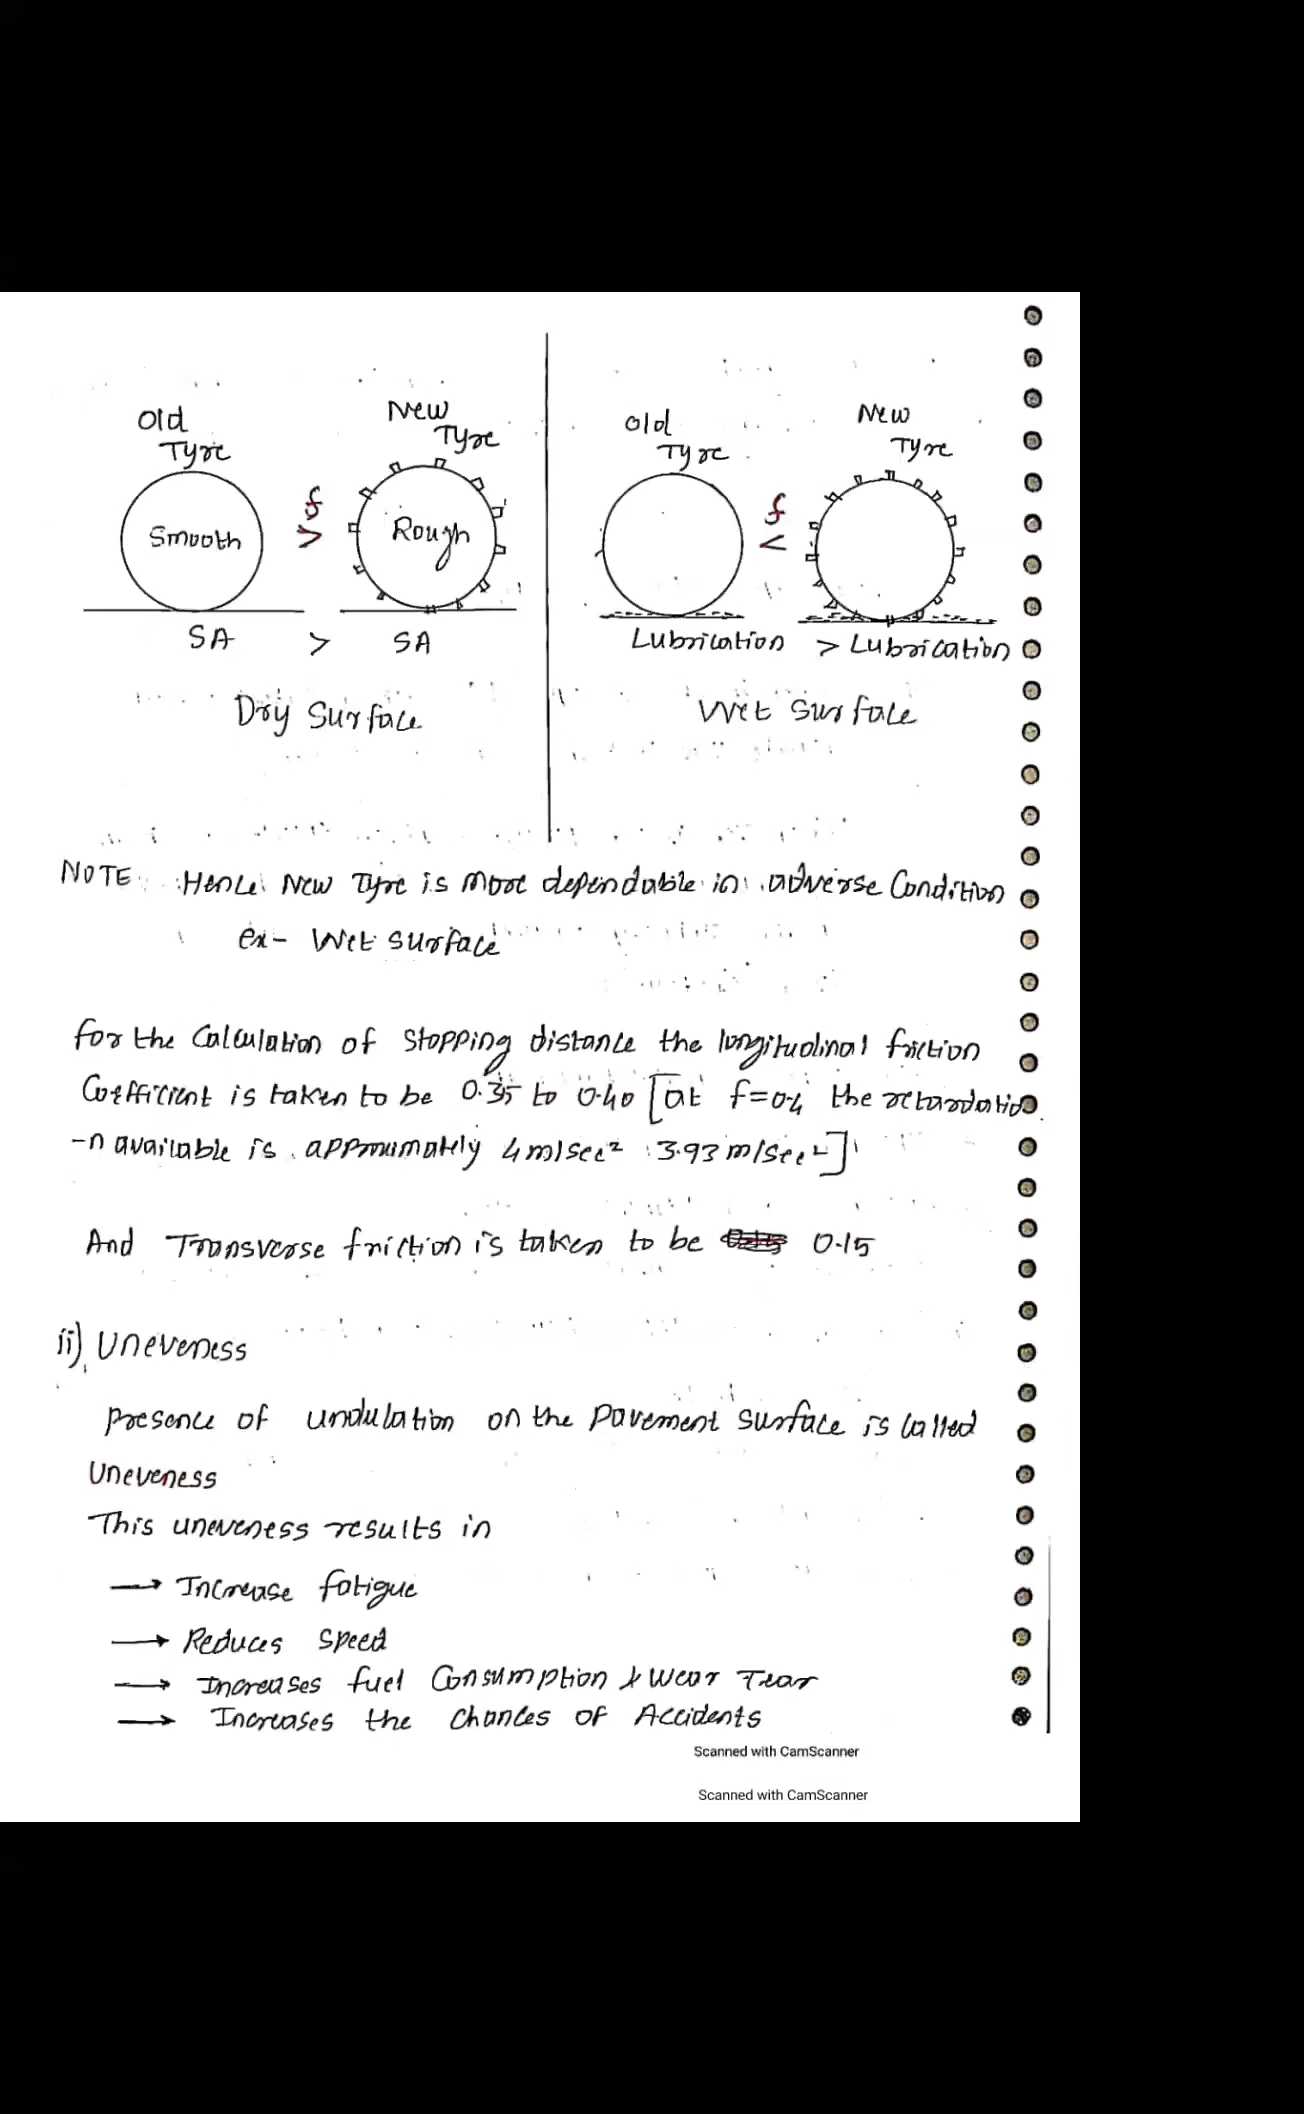 Old Tyre
New Tyre
Old Tyre
New Tyre
Smooth
f
>
Rough
f
<
SA > SA
Lubrication > Lubrication
Dry Surface
Wet Surface
NOTE Hence New Tyre is more dependable in adverse Condition
ex- Wet surface
for the Calculation of Stopping distance the longitudinal friction
Coefficient is taken to be 0.35 to 0.40 [at f=0.4 the retardatio
-n available is approximately 4m/sec² 3.93 m/sec²]
And Transverse friction is taken to be 0.15
ii) Uneveness
presence of undulation on the pavement surface is called
Uneveness
This uneveness results in
→ Increase fatigue
→ Reduces Speed
→ Increases fuel Consumption & Wear Tear
→ Increases the chances of Accidents
Scanned with CamScanner
Scanned with CamScanner